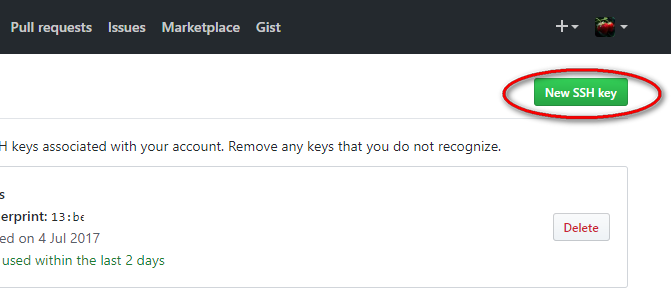 Pull requests Issues Marketplace Gist
New SSH key
H keys associated with your account. Remove any keys that you do not recognize.
s
erprint: 13:be
ed on 4 Jul 2017
Delete
used within the last 2 days